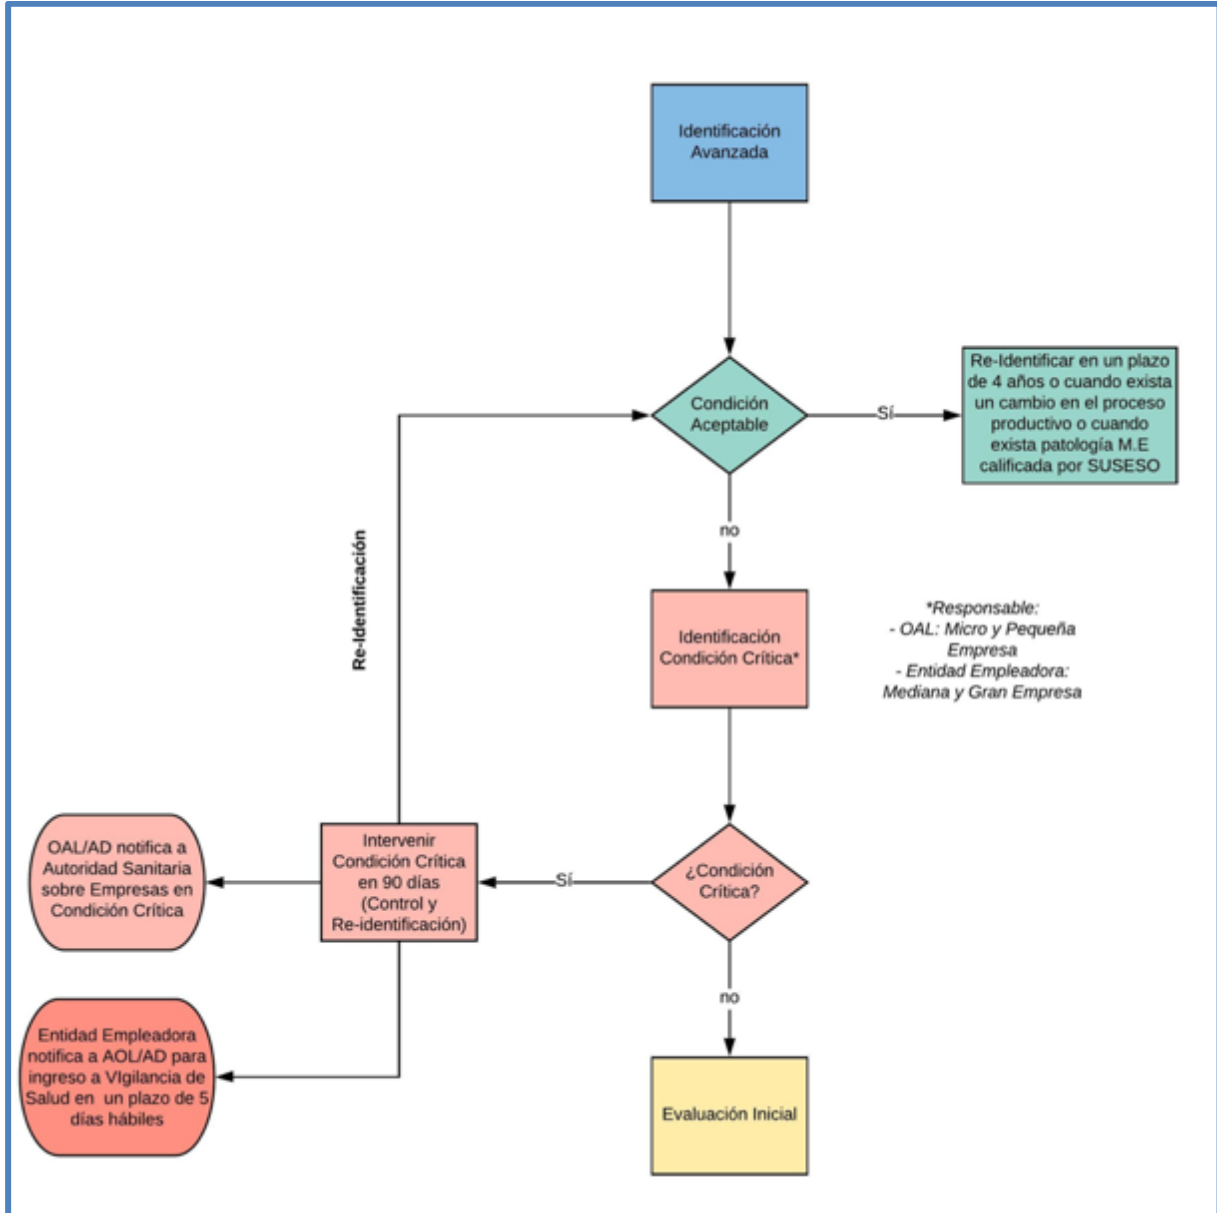 Identificación
Avanzada
Condición
Aceptable
Sí
Re-Identificar en un plazo
de 4 años o cuando exista
un cambio en el proceso
productivo o cuando
exista patología M.E
calificada por SUSESO
no
Re-Identificación
Identificación
Condición Crítica*
*Responsable:
- OAL: Micro y Pequeña
Empresa
- Entidad Empleadora:
Mediana y Gran Empresa
OAL/AD notifica a
Autoridad Sanitaria
sobre Empresas en
Condición Crítica
Intervenir
Condición Crítica
en 90 días
(Control y
Re-identificación)
Sí
¿Condición
Crítica?
no
Entidad Empleadora
notifica a AOL/AD para
ingreso a VIgilancia de
Salud en un plazo de 5
días hábiles
Evaluación Inicial